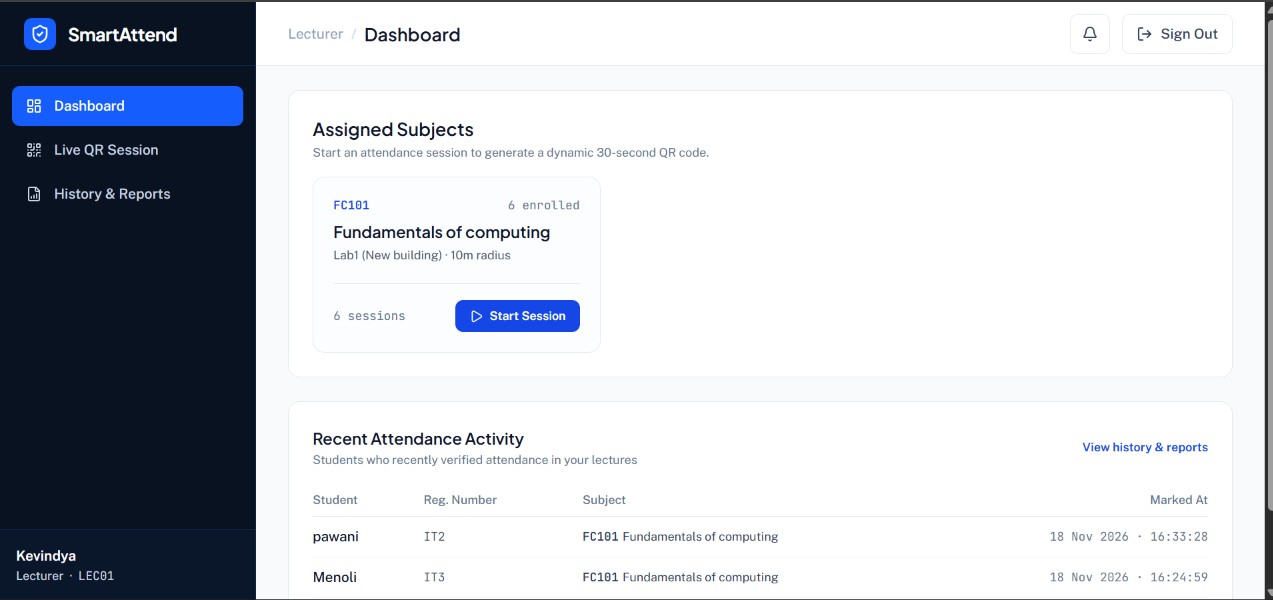 SmartAttend
Dashboard
Live QR Session
History & Reports
Kevindya
Lecturer · LEC01
Lecturer / Dashboard
Sign Out
Assigned Subjects
Start an attendance session to generate a dynamic 30-second QR code.
FC101 6 enrolled
Fundamentals of computing
Lab1 (New building) · 10m radius
6 sessions Start Session
Recent Attendance Activity
Students who recently verified attendance in your lectures
View history & reports
Student Reg. Number Subject Marked At
pawani IT2 FC101 Fundamentals of computing 18 Nov 2026 · 16:33:28
Menoli IT3 FC101 Fundamentals of computing 18 Nov 2026 · 16:24:59